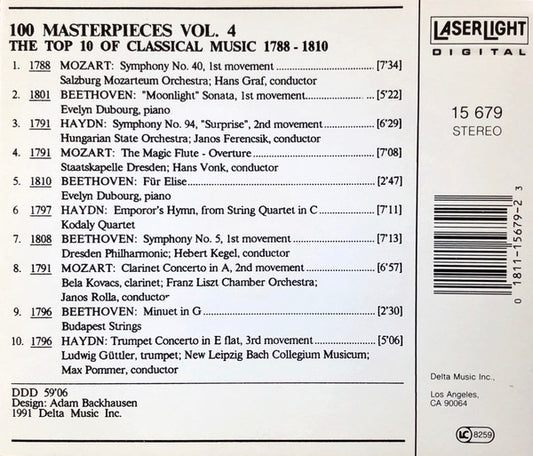 100 MASTERPIECES VOL. 4
THE TOP 10 OF CLASSICAL MUSIC 1788 - 1810
1. 1788 MOZART: Symphony No. 40, 1st movement [7'34]
Salzburg Mozarteum Orchestra; Hans Graf, conductor
2. 1801 BEETHOVEN: "Moonlight" Sonata, 1st movement [5'22]
Evelyn Dubourg, piano
3. 1791 HAYDN: Symphony No. 94, "Surprise", 2nd movement [6'29]
Hungarian State Orchestra; Janos Ferencsik, conductor
4. 1791 MOZART: The Magic Flute - Overture [7'08]
Staatskapelle Dresden; Hans Vonk, conductor
5. 1810 BEETHOVEN: Für Elise [2'47]
Evelyn Dubourg, piano
6 1797 HAYDN: Emporor's Hymn, from String Quartet in C [7'11]
Kodaly Quartet
7. 1808 BEETHOVEN: Symphony No. 5, 1st movement [7'13]
Dresden Philharmonic; Hebert Kegel, conductor
8. 1791 MOZART: Clarinet Concerto in A, 2nd movement [6'57]
Bela Kovacs, clarinet; Franz Liszt Chamber Orchestra;
Janos Rolla, conductor
9. 1796 BEETHOVEN: Minuet in G [2'30]
Budapest Strings
10. 1796 HAYDN: Trumpet Concerto in E flat, 3rd movement [5'06]
Ludwig Güttler, trumpet; New Leipzig Bach Collegium Musicum;
Max Pommer, conductor
DDD 59'06
Design: Adam Backhausen
1991 Delta Music Inc.
LASERLIGHT
DIGITAL
15 679
STEREO
0 1811-15679-2 3
Delta Music Inc.,
Los Angeles,
CA 90064
LC 8259